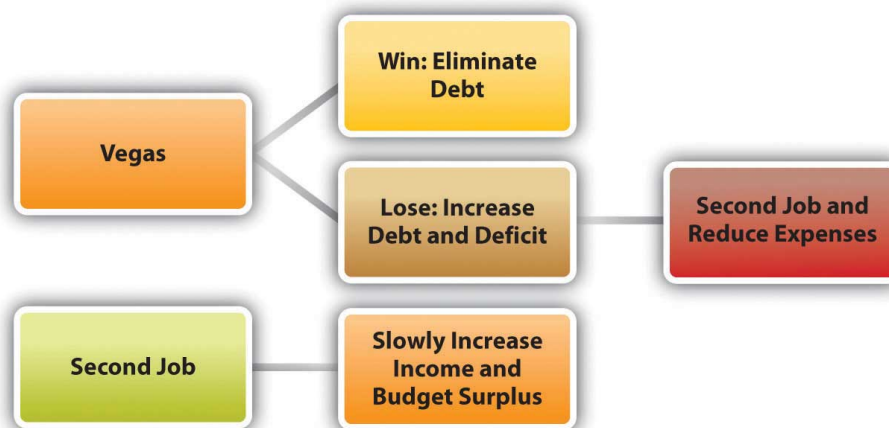 Win: Eliminate
Debt
Vegas
Lose: Increase
Debt and Deficit
Second Job and
Reduce Expenses
Second Job
Slowly Increase
Income and
Budget Surplus